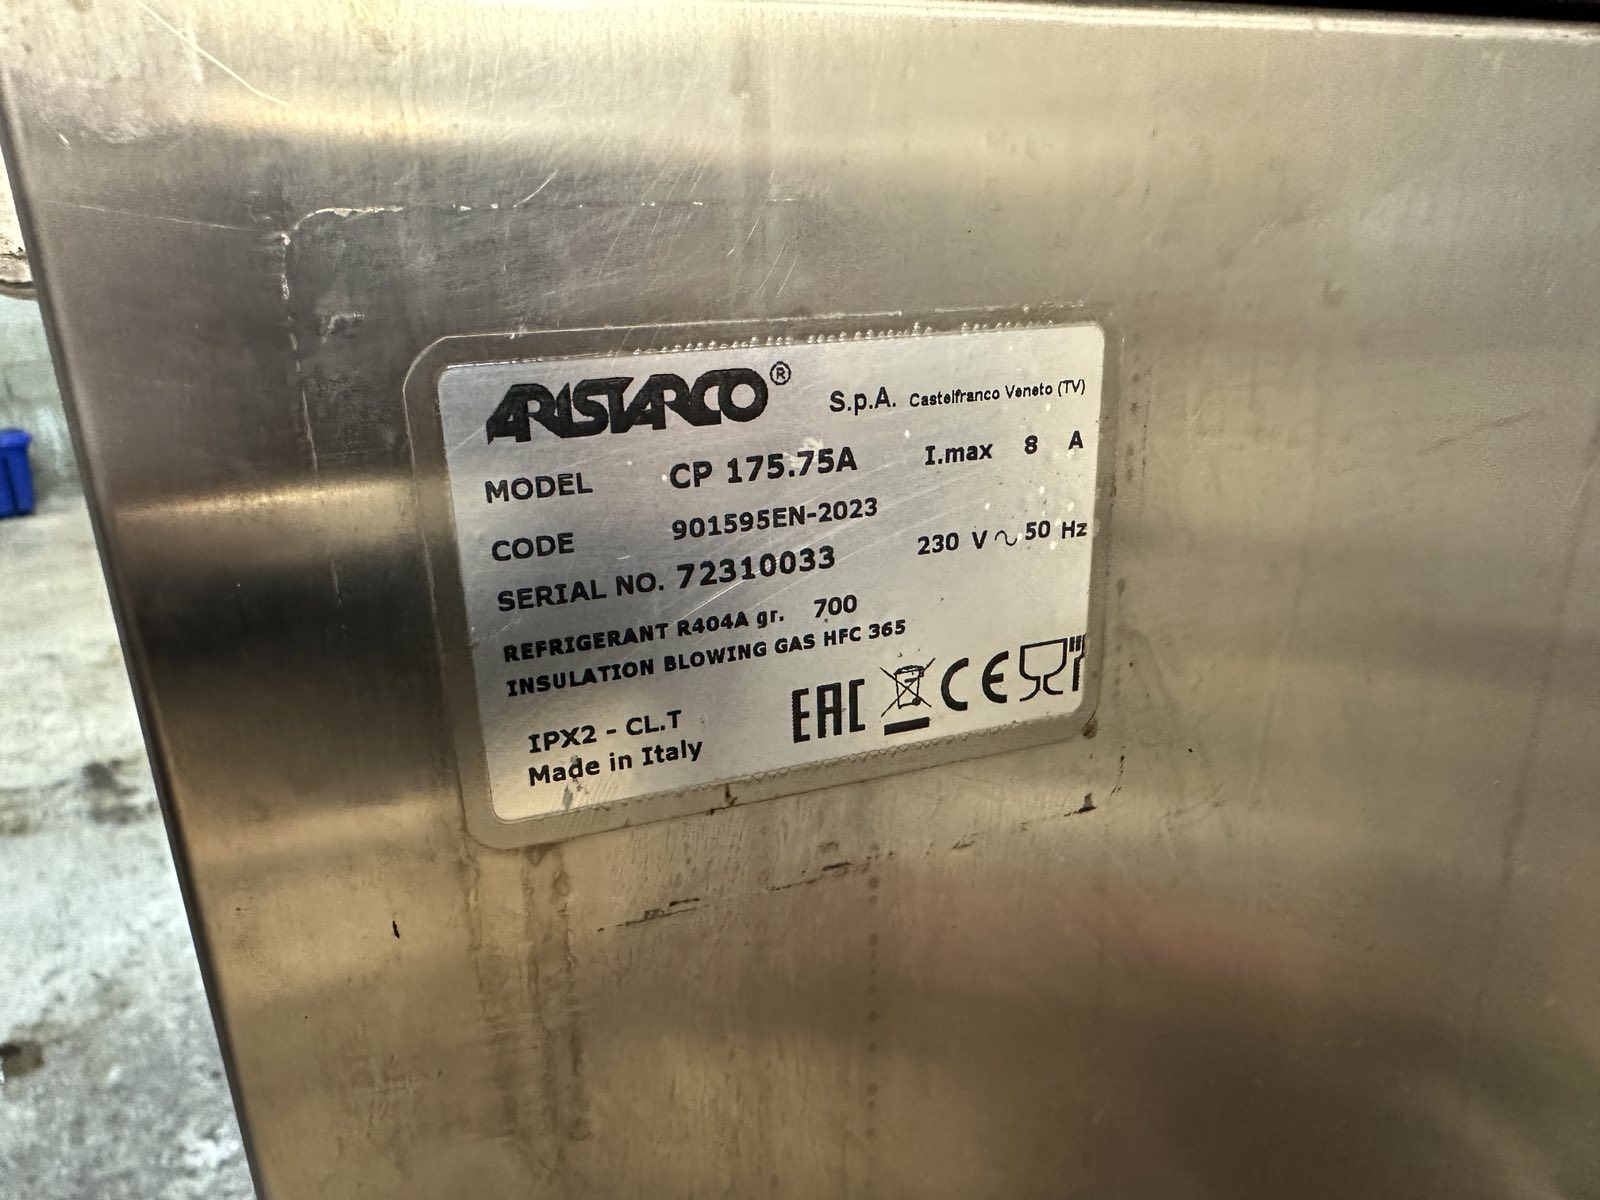 ARISTARCO® S.p.A. Castelfranco Veneto (TV)
MODEL CP 175.75A I.max 8 A
CODE 901595EN-2023
SERIAL NO. 72310033 230 V ~ 50 Hz
REFRIGERANT R404A gr. 700
INSULATION BLOWING GAS HFC 365
IPX2 - CL.T
Made in Italy
EAC CE